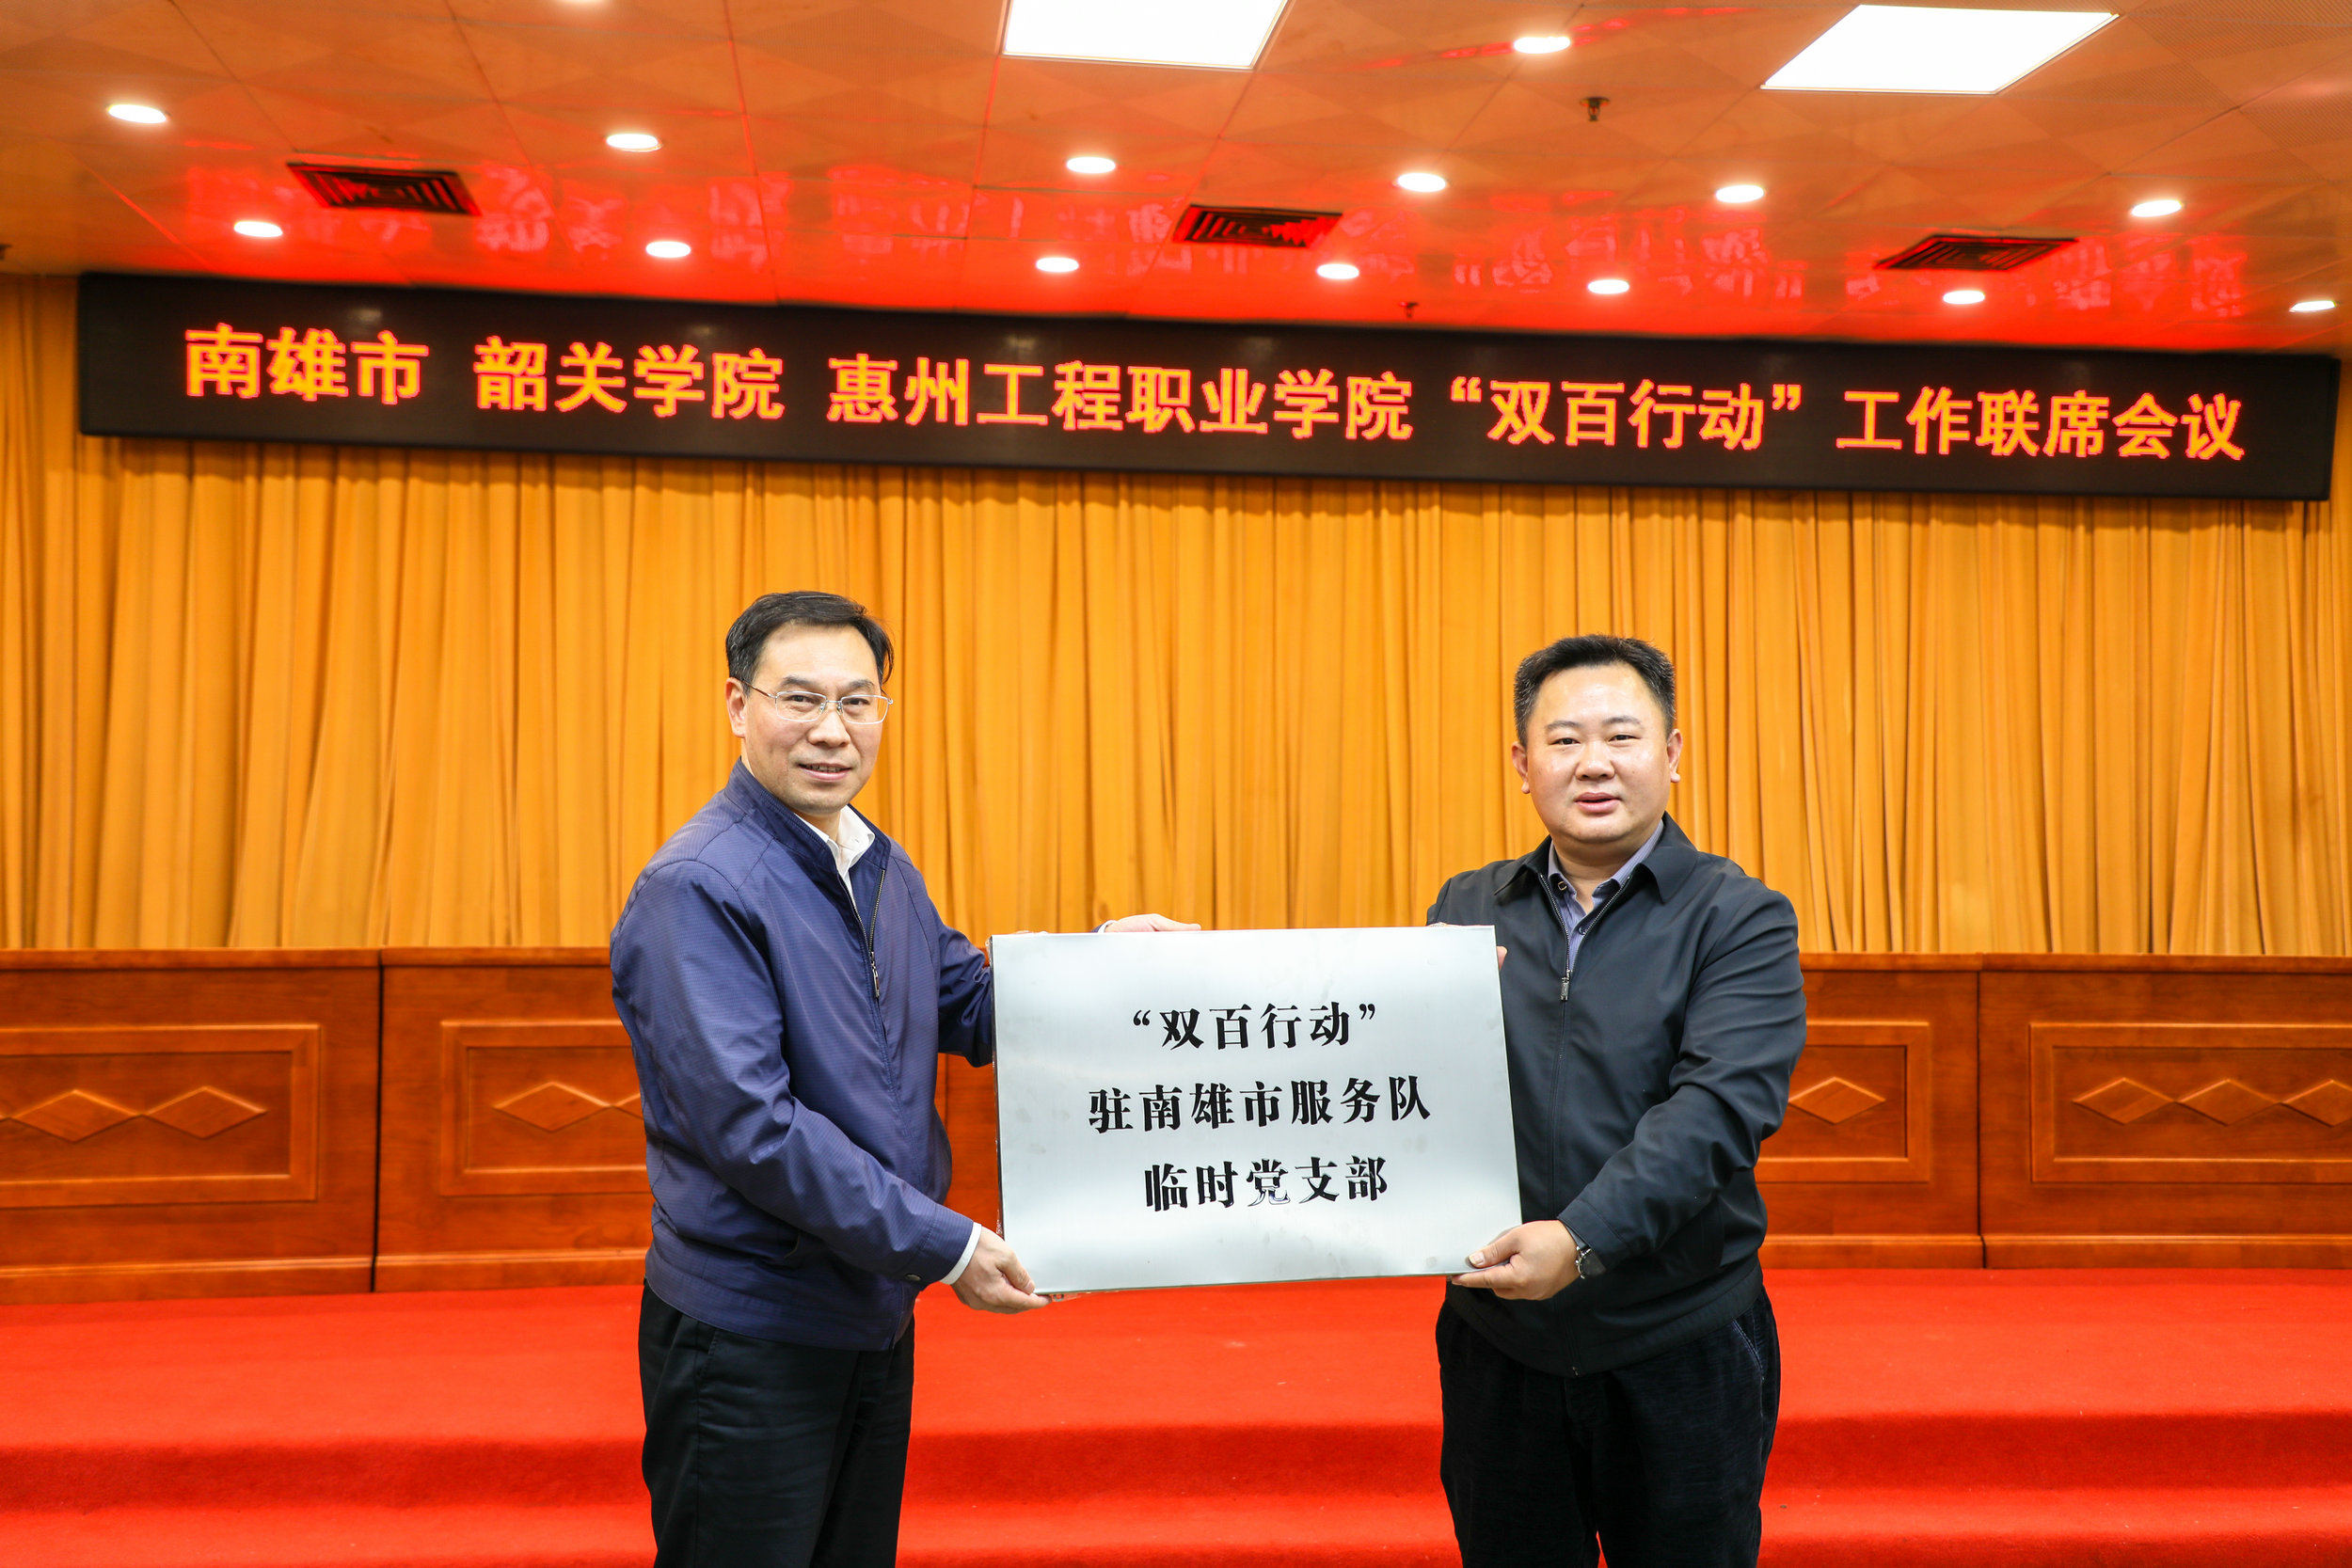 南雄市 韶关学院 惠州工程职业学院 “双百行动” 工作联席会议
“双百行动”
驻南雄市服务队
临时党支部